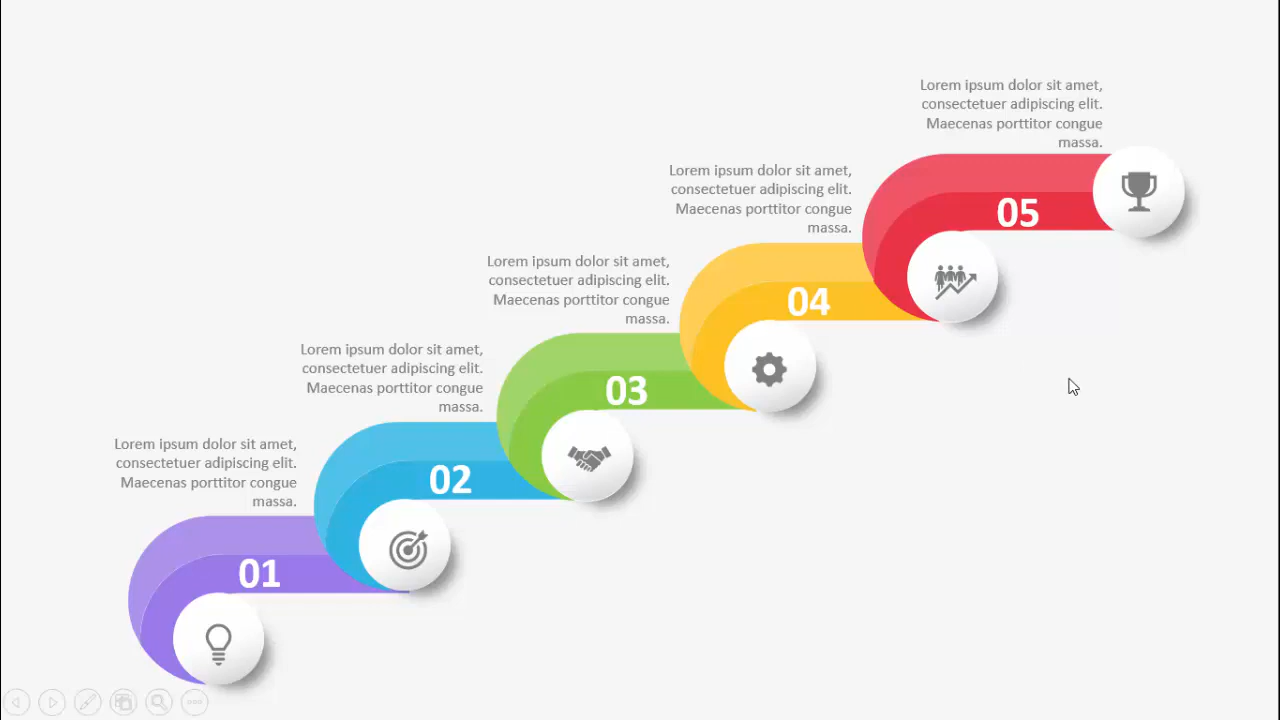 Lorem ipsum dolor sit amet,
consectetuer adipiscing elit.
Maecenas porttitor congue
massa.
01
Lorem ipsum dolor sit amet,
consectetuer adipiscing elit.
Maecenas porttitor congue
massa.
02
Lorem ipsum dolor sit amet,
consectetuer adipiscing elit.
Maecenas porttitor congue
massa.
03
Lorem ipsum dolor sit amet,
consectetuer adipiscing elit.
Maecenas porttitor congue
massa.
04
Lorem ipsum dolor sit amet,
consectetuer adipiscing elit.
Maecenas porttitor congue
massa.
05